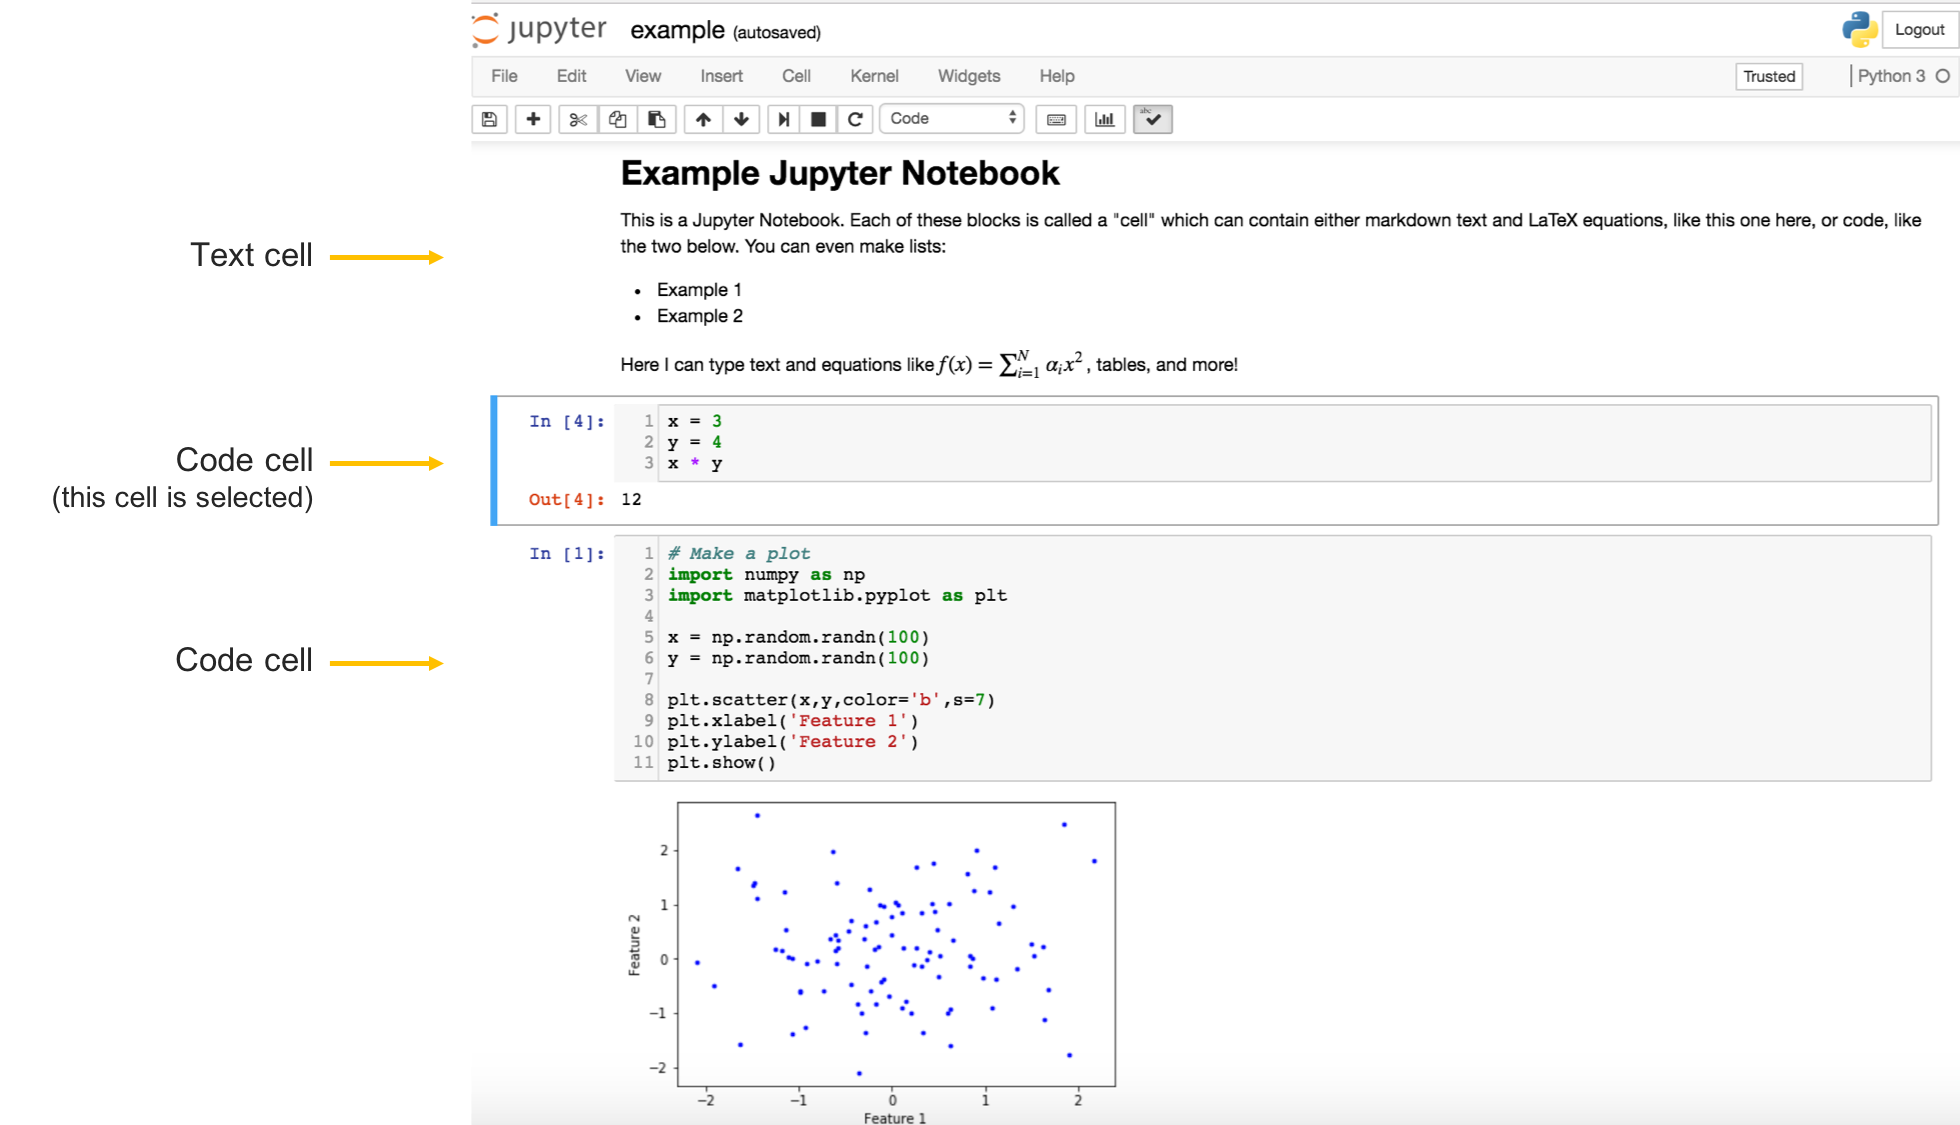 jupyter example (autosaved) Logout
File Edit View Insert Cell Kernel Widgets Help Trusted Python 3
Code
abc
Example Jupyter Notebook
This is a Jupyter Notebook. Each of these blocks is called a "cell" which can contain either markdown text and LaTeX equations, like this one here, or code, like
the two below. You can even make lists:
Text cell
• Example 1
• Example 2
Here I can type text and equations like f(x) = ∑ᴺᵢ₌₁ αᵢx², tables, and more!
In [4]: 1 x = 3
2 y = 4
3 x * y
Code cell
(this cell is selected)
Out[4]: 12
In [1]: 1 # Make a plot
2 import numpy as np
3 import matplotlib.pyplot as plt
4
5 x = np.random.randn(100)
6 y = np.random.randn(100)
Code cell
7
8 plt.scatter(x,y,color='b',s=7)
9 plt.xlabel('Feature 1')
10 plt.ylabel('Feature 2')
11 plt.show()
2
1
0
−1
−2
Feature 2
−2 −1 0 1 2
Feature 1